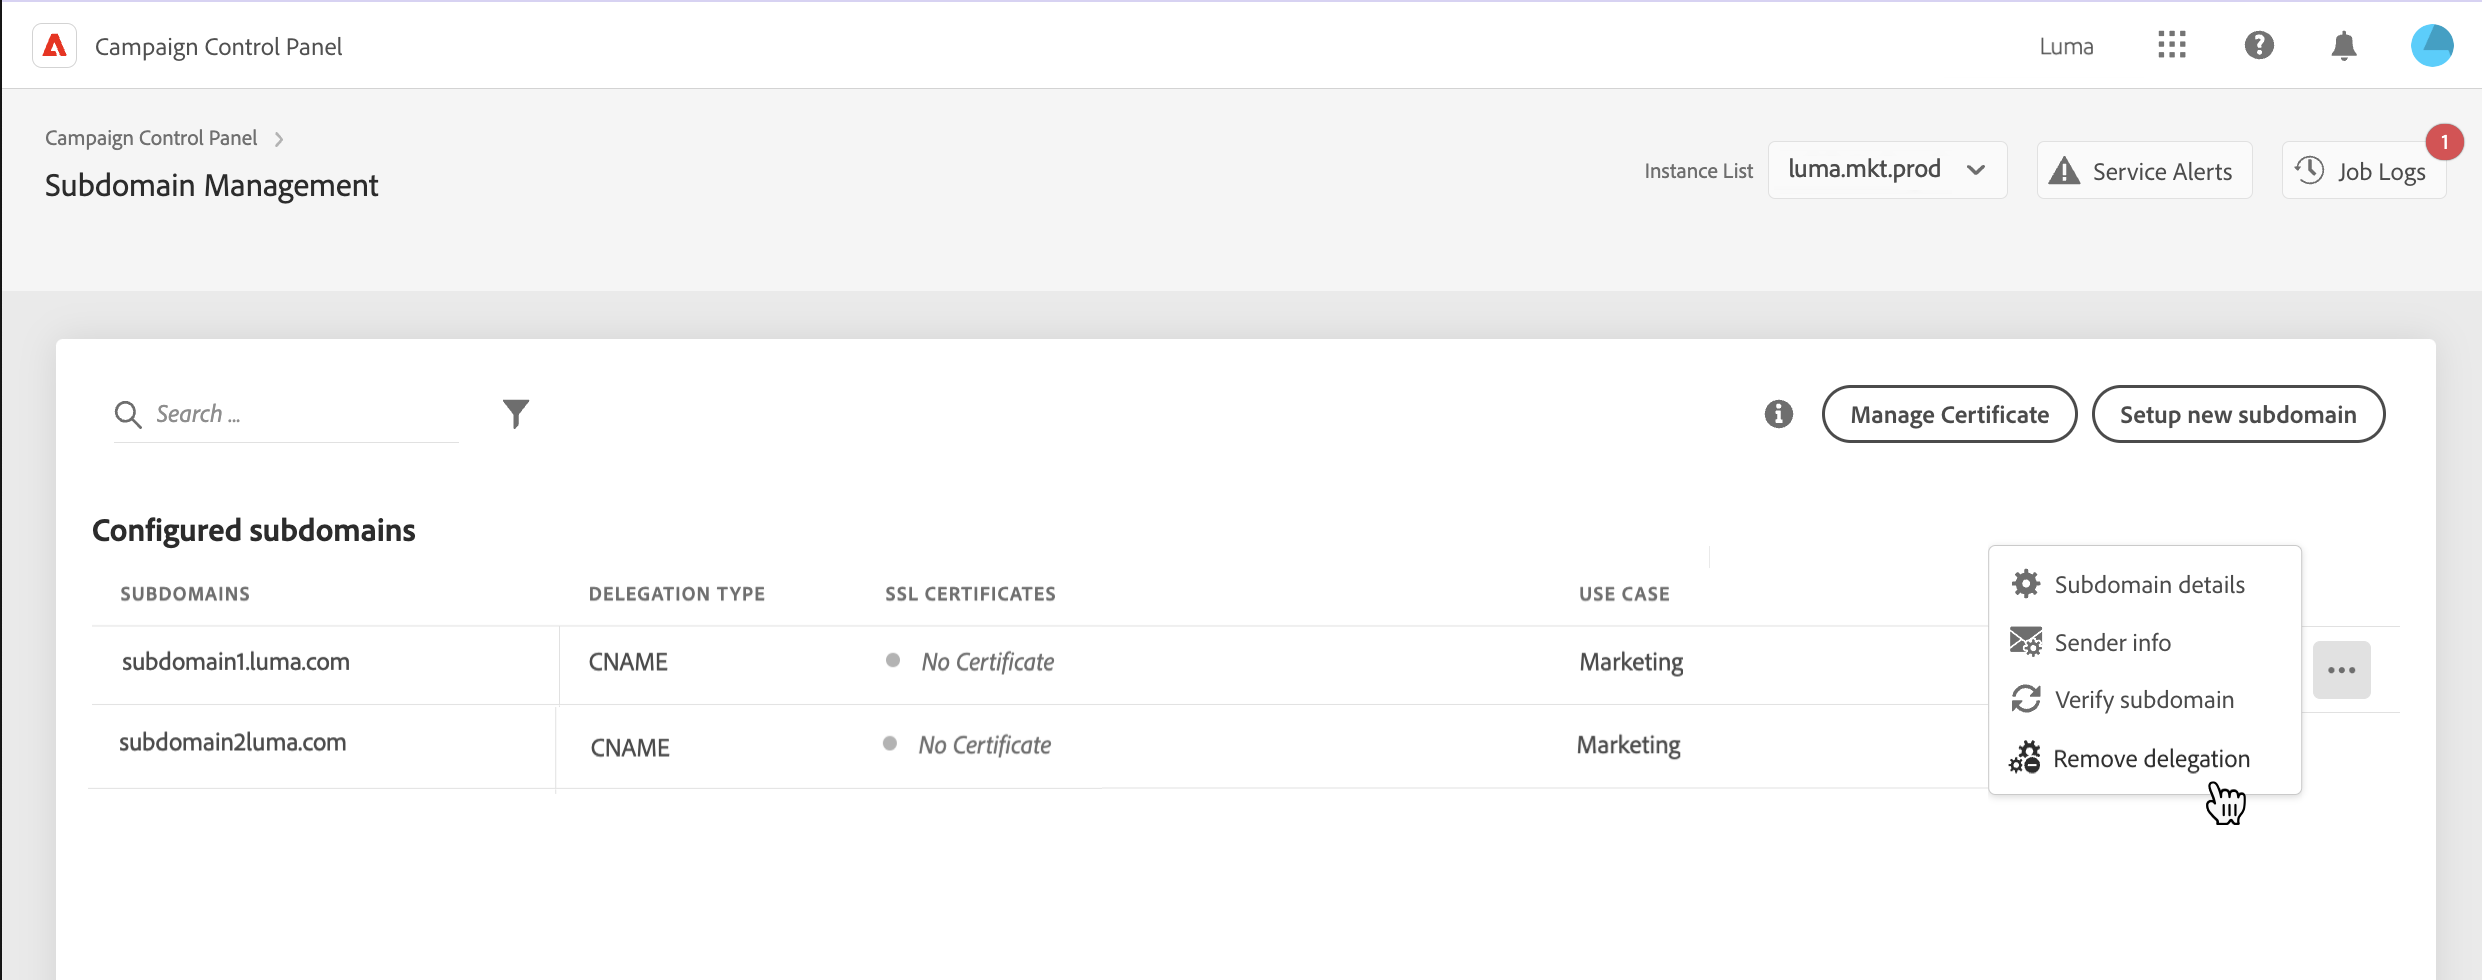 Campaign Control Panel
Luma
Campaign Control Panel
Subdomain Management
Instance List
luma.mkt.prod
Service Alerts
Job Logs
1
Search ...
Manage Certificate
Setup new subdomain
Configured subdomains
SUBDOMAINS DELEGATION TYPE SSL CERTIFICATES USE CASE
subdomain1.luma.com CNAME No Certificate Marketing
subdomain2luma.com CNAME No Certificate Marketing
Subdomain details
Sender info
Verify subdomain
Remove delegation